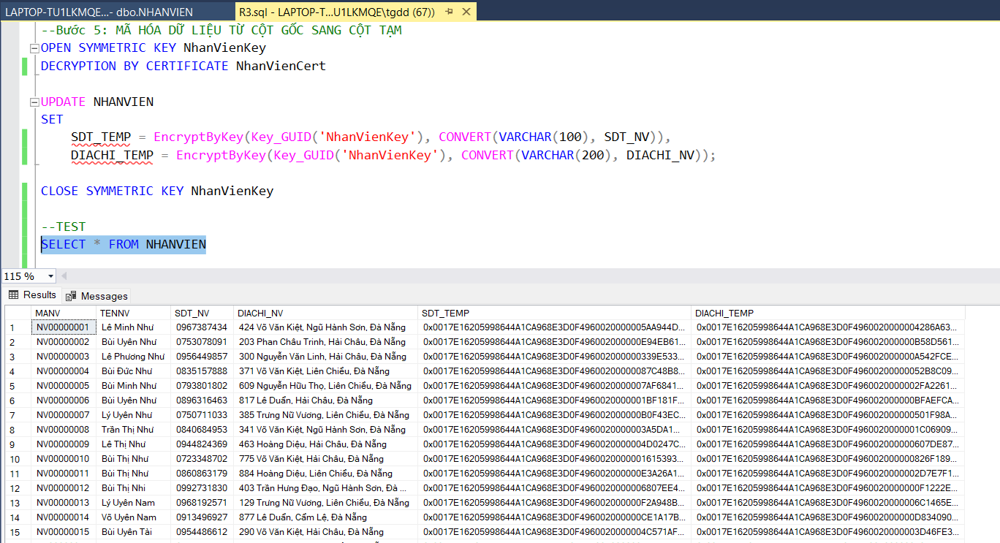 LAPTOP-TU1LKMQE...- dbo.NHANVIEN
R3.sql - LAPTOP-T...U1LKMQE\tgdd (67))
--Bước 5: MÃ HÓA DỮ LIỆU TỪ CỘT GỐC SANG CỘT TẠM
OPEN SYMMETRIC KEY NhanVienKey
DECRYPTION BY CERTIFICATE NhanVienCert
UPDATE NHANVIEN
SET
SDT_TEMP = EncryptByKey(Key_GUID('NhanVienKey'), CONVERT(VARCHAR(100), SDT_NV)),
DIACHI_TEMP = EncryptByKey(Key_GUID('NhanVienKey'), CONVERT(VARCHAR(200), DIACHI_NV));
CLOSE SYMMETRIC KEY NhanVienKey
--TEST
SELECT * FROM NHANVIEN
115 %
Results Messages
MANV TENNV SDT_NV DIACHI_NV SDT_TEMP DIACHI_TEMP
1 NV00000001 Lê Minh Như 0967387434 424 Võ Văn Kiệt, Ngũ Hành Sơn, Đà Nẵng 0x0017E16205998644A1CA968E3D0F4960020000005AA944D... 0x0017E16205998644A1CA968E3D0F4960020000004286A63...
2 NV00000002 Bùi Uyên Như 0753078091 203 Phan Châu Trinh, Hải Châu, Đà Nẵng 0x0017E16205998644A1CA968E3D0F496002000000E94EB61... 0x0017E16205998644A1CA968E3D0F496002000000B58D561...
3 NV00000003 Lê Phương Như 0956449857 300 Nguyễn Văn Linh, Hải Châu, Đà Nẵng 0x0017E16205998644A1CA968E3D0F496002000000339E533... 0x0017E16205998644A1CA968E3D0F496002000000A542FCE...
4 NV00000004 Bùi Đức Như 0835157888 371 Võ Văn Kiệt, Liên Chiểu, Đà Nẵng 0x0017E16205998644A1CA968E3D0F49600200000087C48B8... 0x0017E16205998644A1CA968E3D0F496002000000052B8C09...
5 NV00000005 Bùi Minh Như 0793801802 609 Nguyễn Hữu Thọ, Liên Chiểu, Đà Nẵng 0x0017E16205998644A1CA968E3D0F4960020000007AF6841... 0x0017E16205998644A1CA968E3D0F49600200000002FA2261...
6 NV00000006 Bùi Uyên Như 0896316463 817 Lê Duẩn, Hải Châu, Đà Nẵng 0x0017E16205998644A1CA968E3D0F4960020000001BF181F... 0x0017E16205998644A1CA968E3D0F496002000000BFAEFCA...
7 NV00000007 Lý Uyên Như 0750711033 385 Trưng Nữ Vương, Liên Chiểu, Đà Nẵng 0x0017E16205998644A1CA968E3D0F496002000000B0F43EC... 0x0017E16205998644A1CA968E3D0F496002000000501F98A...
8 NV00000008 Trần Thị Như 0840684953 341 Võ Văn Kiệt, Ngũ Hành Sơn, Đà Nẵng 0x0017E16205998644A1CA968E3D0F4960020000003A5DA1... 0x0017E16205998644A1CA968E3D0F4960020000001C06909...
9 NV00000009 Lê Thị Như 0944824369 463 Hoàng Diệu, Hải Châu, Đà Nẵng 0x0017E16205998644A1CA968E3D0F4960020000004D0247C... 0x0017E16205998644A1CA968E3D0F496002000000607DE87...
10 NV00000010 Bùi Thị Như 0723348702 775 Võ Văn Kiệt, Hải Châu, Đà Nẵng 0x0017E16205998644A1CA968E3D0F4960020000001615393... 0x0017E16205998644A1CA968E3D0F496002000000826F189...
11 NV00000011 Bùi Thị Như 0860863179 884 Hoàng Diệu, Liên Chiểu, Đà Nẵng 0x0017E16205998644A1CA968E3D0F496002000000E3A26A1... 0x0017E16205998644A1CA968E3D0F4960020000002D7E7F1...
12 NV00000012 Bùi Thị Nhi 0992731830 403 Trần Hưng Đạo, Ngũ Hành Sơn, Đà ... 0x0017E16205998644A1CA968E3D0F4960020000006807EE4... 0x0017E16205998644A1CA968E3D0F496002000000F1222E...
13 NV00000013 Lý Uyên Nam 0968192571 129 Trưng Nữ Vương, Liên Chiểu, Đà Nẵng 0x0017E16205998644A1CA968E3D0F496002000000F2A948B... 0x0017E16205998644A1CA968E3D0F4960020000006C1465E...
14 NV00000014 Võ Uyên Nam 0913496927 877 Lê Duẩn, Cẩm Lệ, Đà Nẵng 0x0017E16205998644A1CA968E3D0F496002000000CE1A17B... 0x0017E16205998644A1CA968E3D0F496002000000D834090...
15 NV00000015 Bùi Uyên Tài 0954486612 290 Võ Văn Kiệt, Hải Châu, Đà Nẵng 0x0017E16205998644A1CA968E3D0F4960020000004C571AF... 0x0017E16205998644A1CA968E3D0F4960020000003D46FE3...